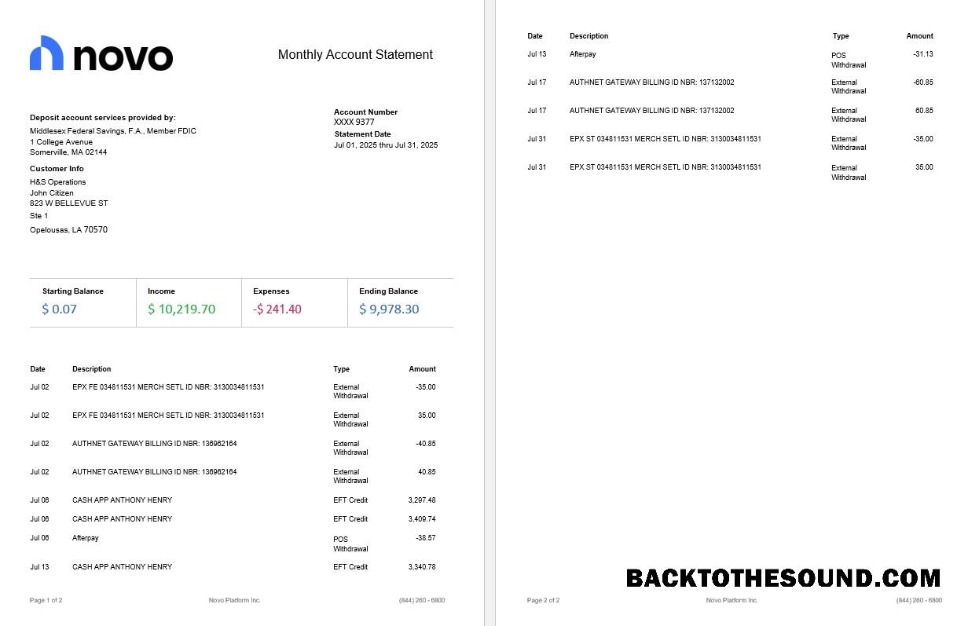 novo
Monthly Account Statement
Deposit account services provided by:
Middlesex Federal Savings, F.A., Member FDIC
1 College Avenue
Somerville, MA 02144
Account Number
XXXX 9377
Statement Date
Jul 01, 2025 thru Jul 31, 2025
Customer Info
H&S Operations
John Citizen
823 W BELLEVUE ST
Ste 1
Opelousas, LA 70570
Starting Balance Income Expenses Ending Balance
$ 0.07 $ 10,219.70 -$ 241.40 $ 9,978.30
Date Description Type Amount
Jul 02 EPX FE 034811531 MERCH SETL ID NBR: 3130034811531 External -35.00
Withdrawal
Jul 02 EPX FE 034811531 MERCH SETL ID NBR: 3130034811531 External 35.00
Withdrawal
Jul 02 AUTHNET GATEWAY BILLING ID NBR: 136962164 External -40.85
Withdrawal
Jul 02 AUTHNET GATEWAY BILLING ID NBR: 136962164 External 40.85
Withdrawal
Jul 06 CASH APP ANTHONY HENRY EFT Credit 3,297.48
Jul 06 CASH APP ANTHONY HENRY EFT Credit 3,409.74
Jul 06 Afterpay POS -38.57
Withdrawal
Jul 13 CASH APP ANTHONY HENRY EFT Credit 3,340.78
Page 1 of 2 Novo Platform Inc. (844) 260 - 6800
Date Description Type Amount
Jul 13 Afterpay POS -31.13
Withdrawal
Jul 17 AUTHNET GATEWAY BILLING ID NBR: 137132002 External -60.85
Withdrawal
Jul 17 AUTHNET GATEWAY BILLING ID NBR: 137132002 External 60.85
Withdrawal
Jul 31 EPX ST 034811531 MERCH SETL ID NBR: 3130034811531 External -35.00
Withdrawal
Jul 31 EPX ST 034811531 MERCH SETL ID NBR: 3130034811531 External 35.00
Withdrawal
BACKTOTHESOUND.COM
Page 2 of 2 Novo Platform Inc. (844) 260 - 6800